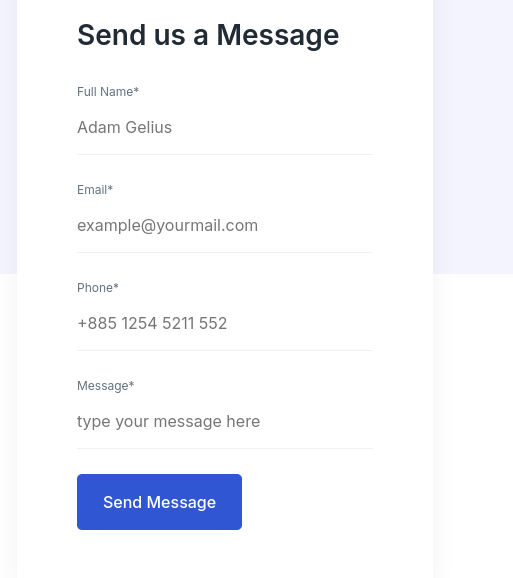 Send us a Message
Full Name*
Adam Gelius
Email*
example@yourmail.com
Phone*
+885 1254 5211 552
Message*
type your message here
Send Message